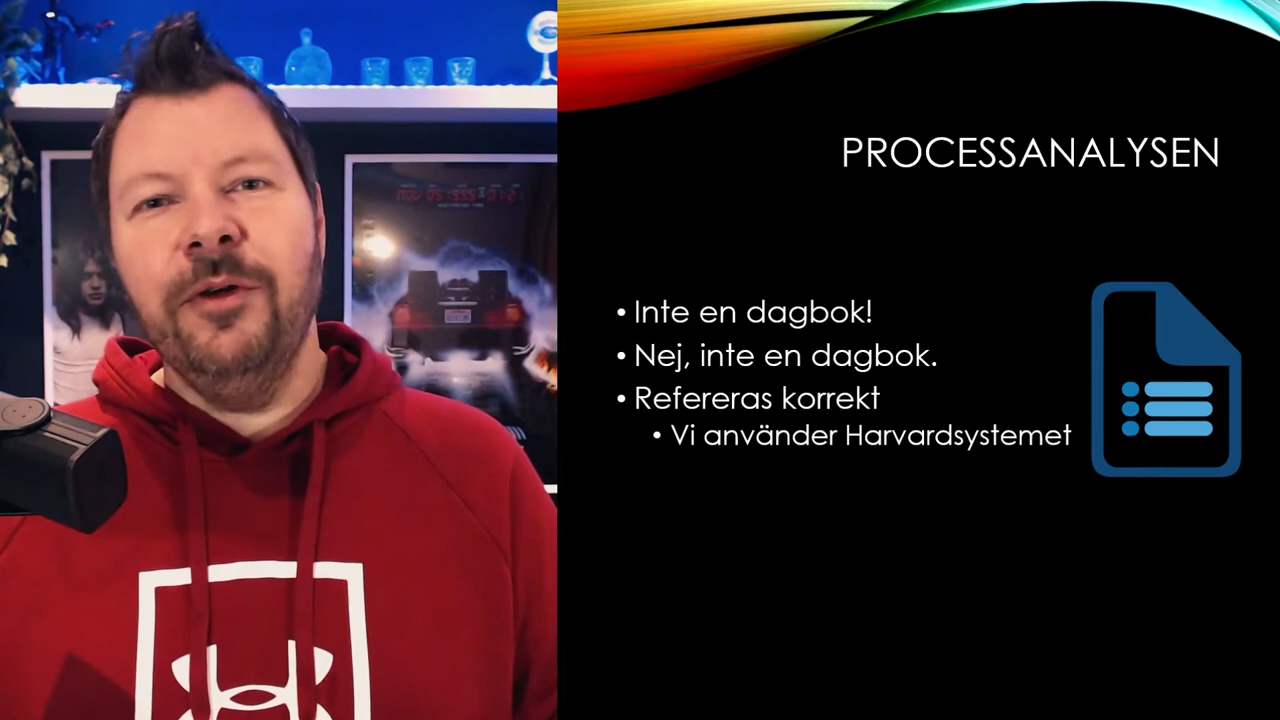 PROCESSANALYSEN
• Inte en dagbok!
• Nej, inte en dagbok.
• Refereras korrekt
• Vi använder Harvardsystemet